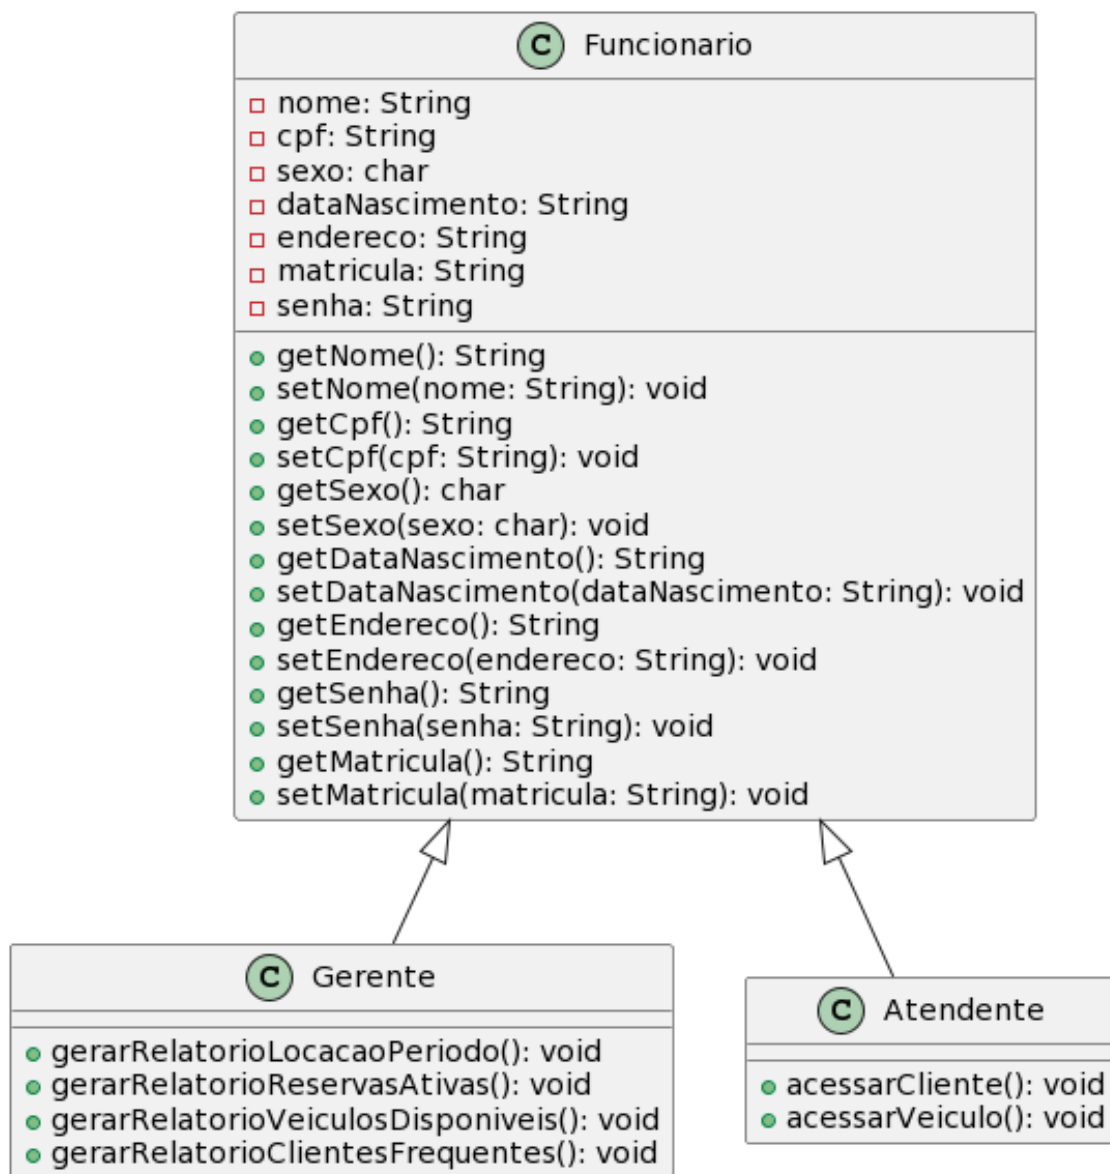 C Funcionario
nome: String
cpf: String
sexo: char
dataNascimento: String
endereco: String
matricula: String
senha: String
getNome(): String
setNome(nome: String): void
getCpf(): String
setCpf(cpf: String): void
getSexo(): char
setSexo(sexo: char): void
getDataNascimento(): String
setDataNascimento(dataNascimento: String): void
getEndereco(): String
setEndereco(endereco: String): void
getSenha(): String
setSenha(senha: String): void
getMatricula(): String
setMatricula(matricula: String): void
C Gerente
gerarRelatorioLocacaoPeriodo(): void
gerarRelatorioReservasAtivas(): void
gerarRelatorioVeiculosDisponiveis(): void
gerarRelatorioClientesFrequentes(): void
C Atendente
acessarCliente(): void
acessarVeiculo(): void